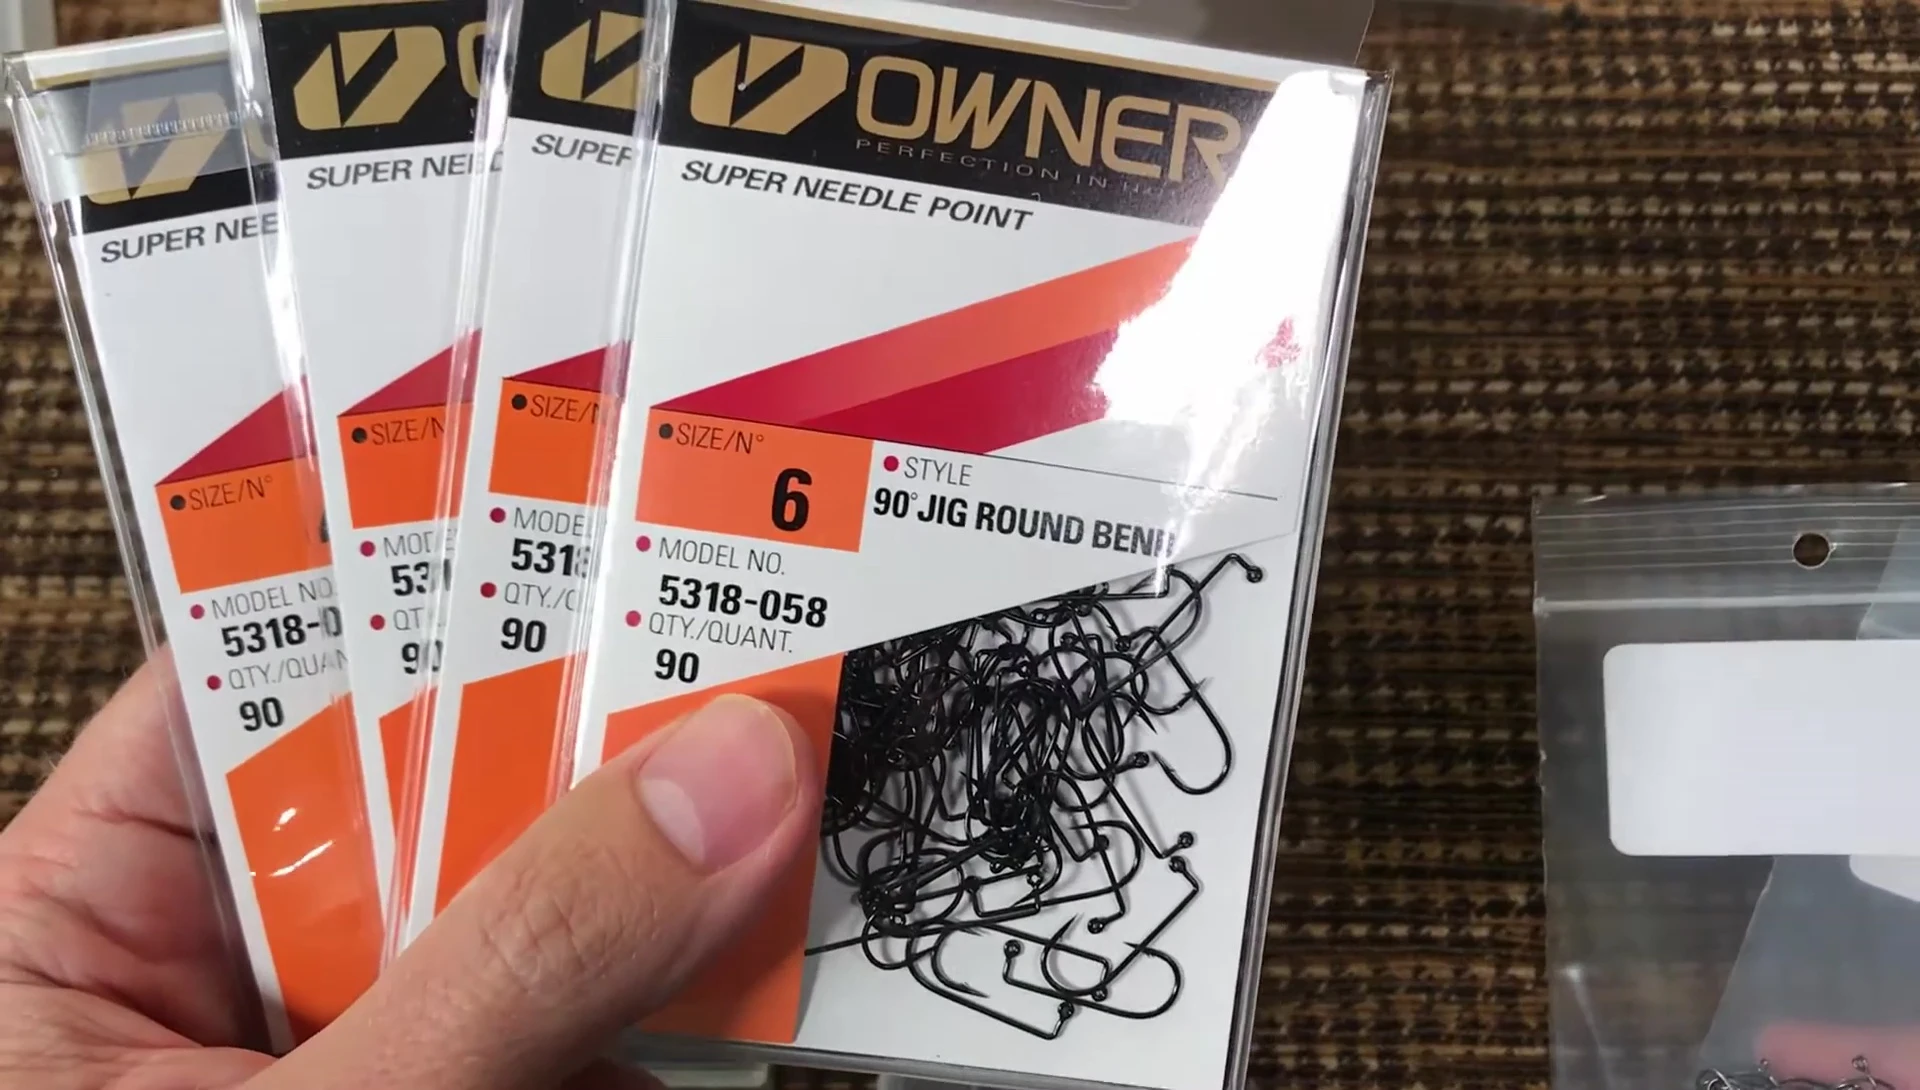 OWNER
PERFECTION IN
SUPER NEEDLE POINT
SIZE/N°
6
STYLE
90° JIG ROUND BEND
MODEL NO.
5318-058
QTY./QUANT.
90
SUPER
SIZE/N
MODE
5318
QTY./Q
90
SUPER NEED
SIZE/N
MODE
53
QT
90
SUPER NEE
SIZE/N°
MODEL NO.
5318-0
QTY./QUAN
90